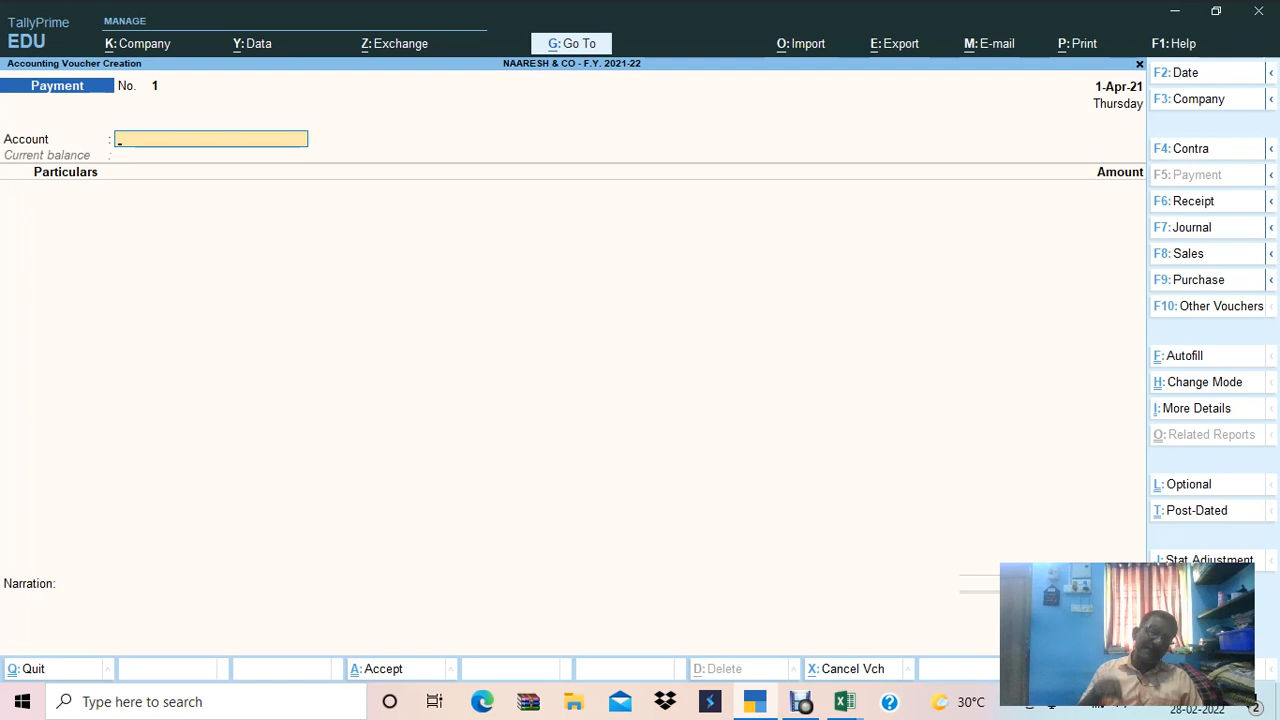 TallyPrime
EDU
MANAGE
K: Company
Y: Data
Z: Exchange
G: Go To
O: Import
E: Export
M: E-mail
P: Print
F1: Help
Accounting Voucher Creation
NAARESH & CO - F.Y. 2021-22
Payment
No. 1
1-Apr-21
Thursday
Account :
Current balance :
Particulars
Amount
F2: Date
F3: Company
F4: Contra
F5: Payment
F6: Receipt
F7: Journal
F8: Sales
F9: Purchase
F10: Other Vouchers
F: Autofill
H: Change Mode
I: More Details
O: Related Reports
L: Optional
T: Post-Dated
J: Stat Adjustment
Narration:
Q: Quit
A: Accept
D: Delete
X: Cancel Vch
Type here to search
30°C
28-02-2022
2